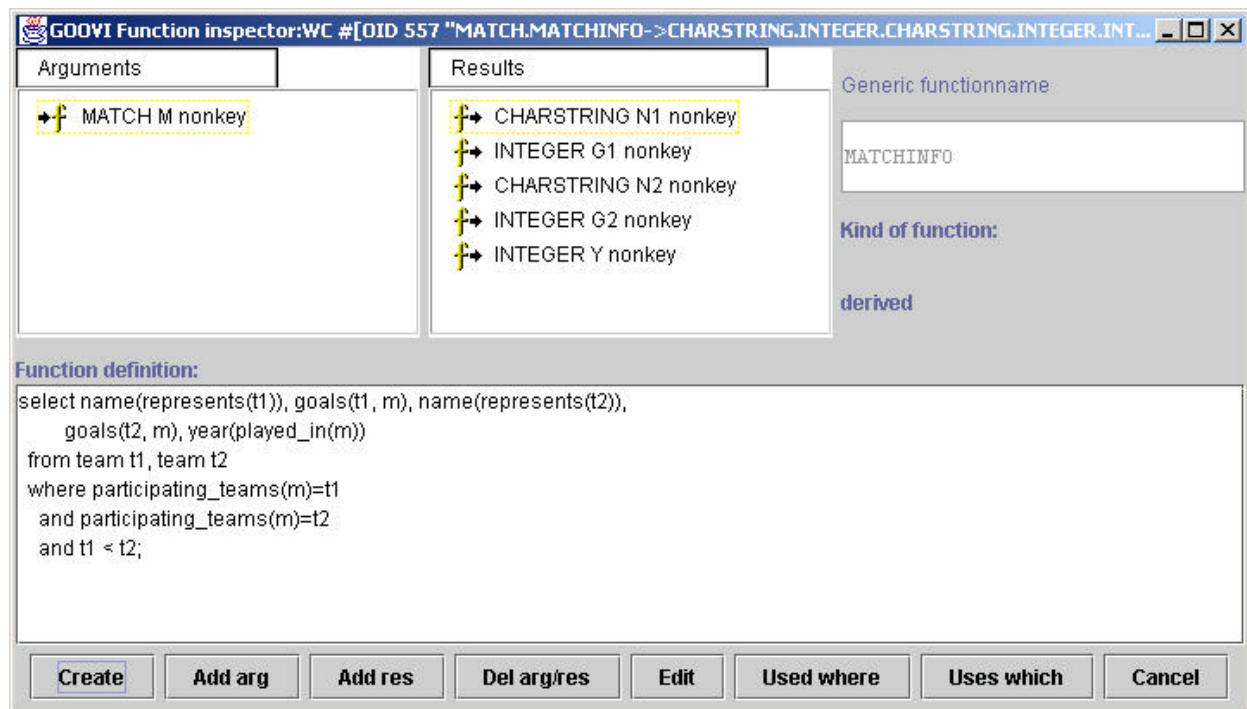 GOOVI Function inspector:WC #[OID 557 "MATCH.MATCHINFO->CHARSTRING.INTEGER.CHARSTRING.INTEGER.INT...
Arguments
MATCH M nonkey
Results
CHARSTRING N1 nonkey
INTEGER G1 nonkey
CHARSTRING N2 nonkey
INTEGER G2 nonkey
INTEGER Y nonkey
Generic functionname
MATCHINFO
Kind of function:
derived
Function definition:
select name(represents(t1)), goals(t1, m), name(represents(t2)),
goals(t2, m), year(played_in(m))
from team t1, team t2
where participating_teams(m)=t1
and participating_teams(m)=t2
and t1 < t2;
Create Add arg Add res Del arg/res Edit Used where Uses which Cancel